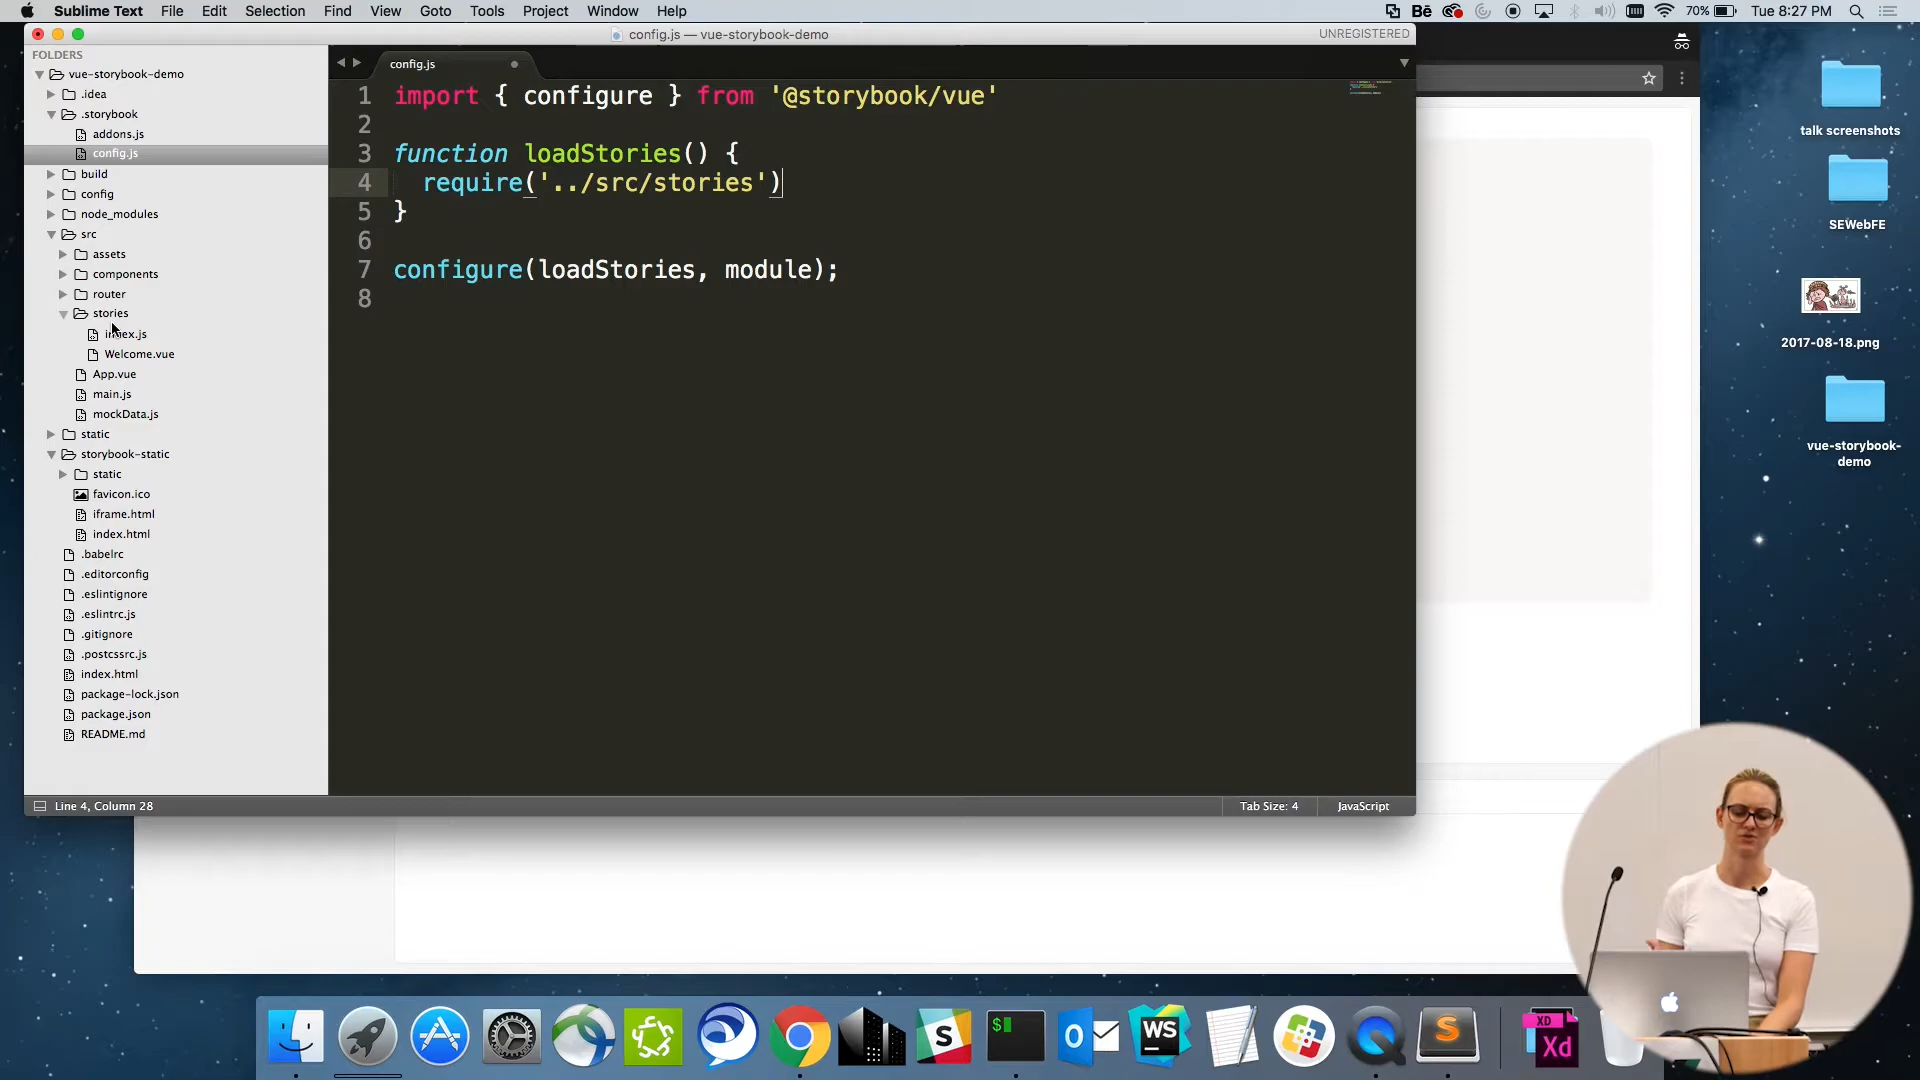 Sublime Text File Edit Selection Find View Goto Tools Project Window Help
Bē 70% Tue 8:27 PM
config.js — vue-storybook-demo
UNREGISTERED
FOLDERS
vue-storybook-demo
.idea
.storybook
addons.js
config.js
build
config
node_modules
src
assets
components
router
stories
index.js
Welcome.vue
App.vue
main.js
mockData.js
static
storybook-static
static
favicon.ico
iframe.html
index.html
.babelrc
.editorconfig
.eslintignore
.eslintrc.js
.gitignore
.postcssrc.js
index.html
package-lock.json
package.json
README.md
config.js
1 import { configure } from '@storybook/vue'
2
3 function loadStories() {
4 require('../src/stories')
5 }
6
7 configure(loadStories, module);
8
Line 4, Column 28
Tab Size: 4
JavaScript
talk screenshots
SEWebFE
2017-08-18.png
vue-storybook-
demo
S
$
O
WS
S
XD
Xd